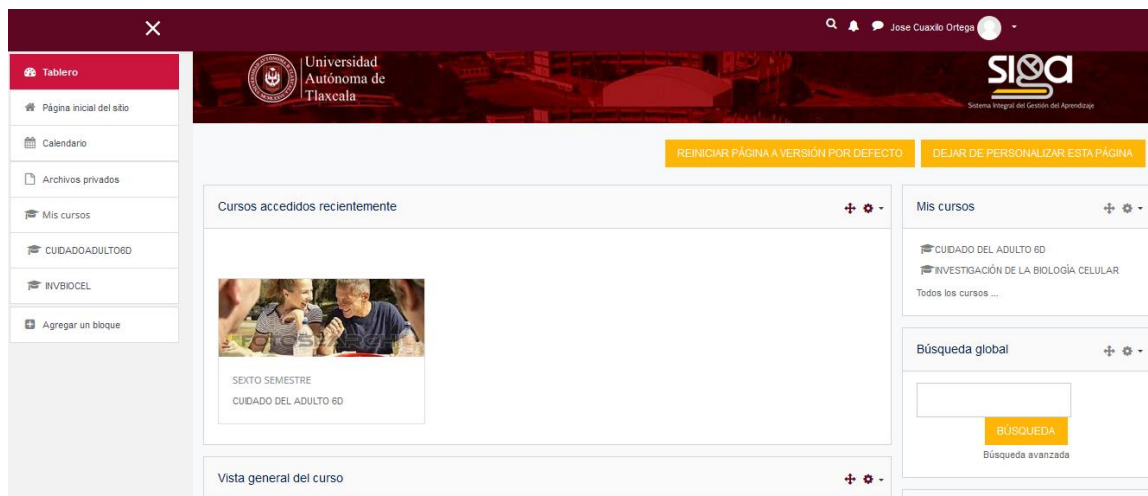 Jose Cuaxilo Ortega
Tablero
Página inicial del sitio
Calendario
Archivos privados
Mis cursos
CUIDADOADULTO6D
INVBIOCEL
Agregar un bloque
Universidad
Autónoma de
Tlaxcala
siga
Sistema Integral del Gestión del Aprendizaje
REINICIAR PÁGINA A VERSIÓN POR DEFECTO
DEJAR DE PERSONALIZAR ESTA PÁGINA
Cursos accedidos recientemente
FOTOSEARCH
SEXTO SEMESTRE
CUIDADO DEL ADULTO 6D
Vista general del curso
Mis cursos
CUIDADO DEL ADULTO 6D
INVESTIGACIÓN DE LA BIOLOGÍA CELULAR
Todos los cursos ...
Búsqueda global
BÚSQUEDA
Búsqueda avanzada